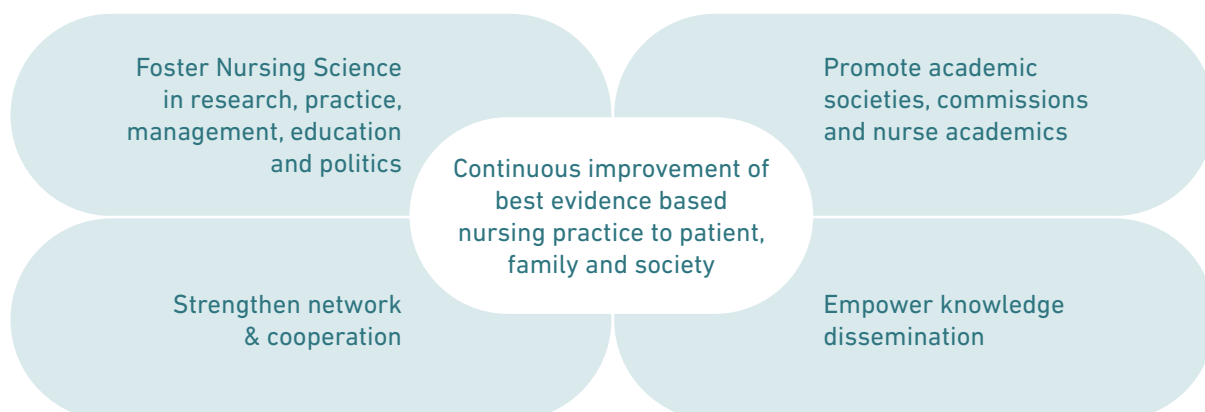 Foster Nursing Science
in research, practice,
management, education
and politics
Promote academic
societies, commissions
and nurse academics
Continuous improvement of
best evidence based
nursing practice to patient,
family and society
Strengthen network
& cooperation
Empower knowledge
dissemination